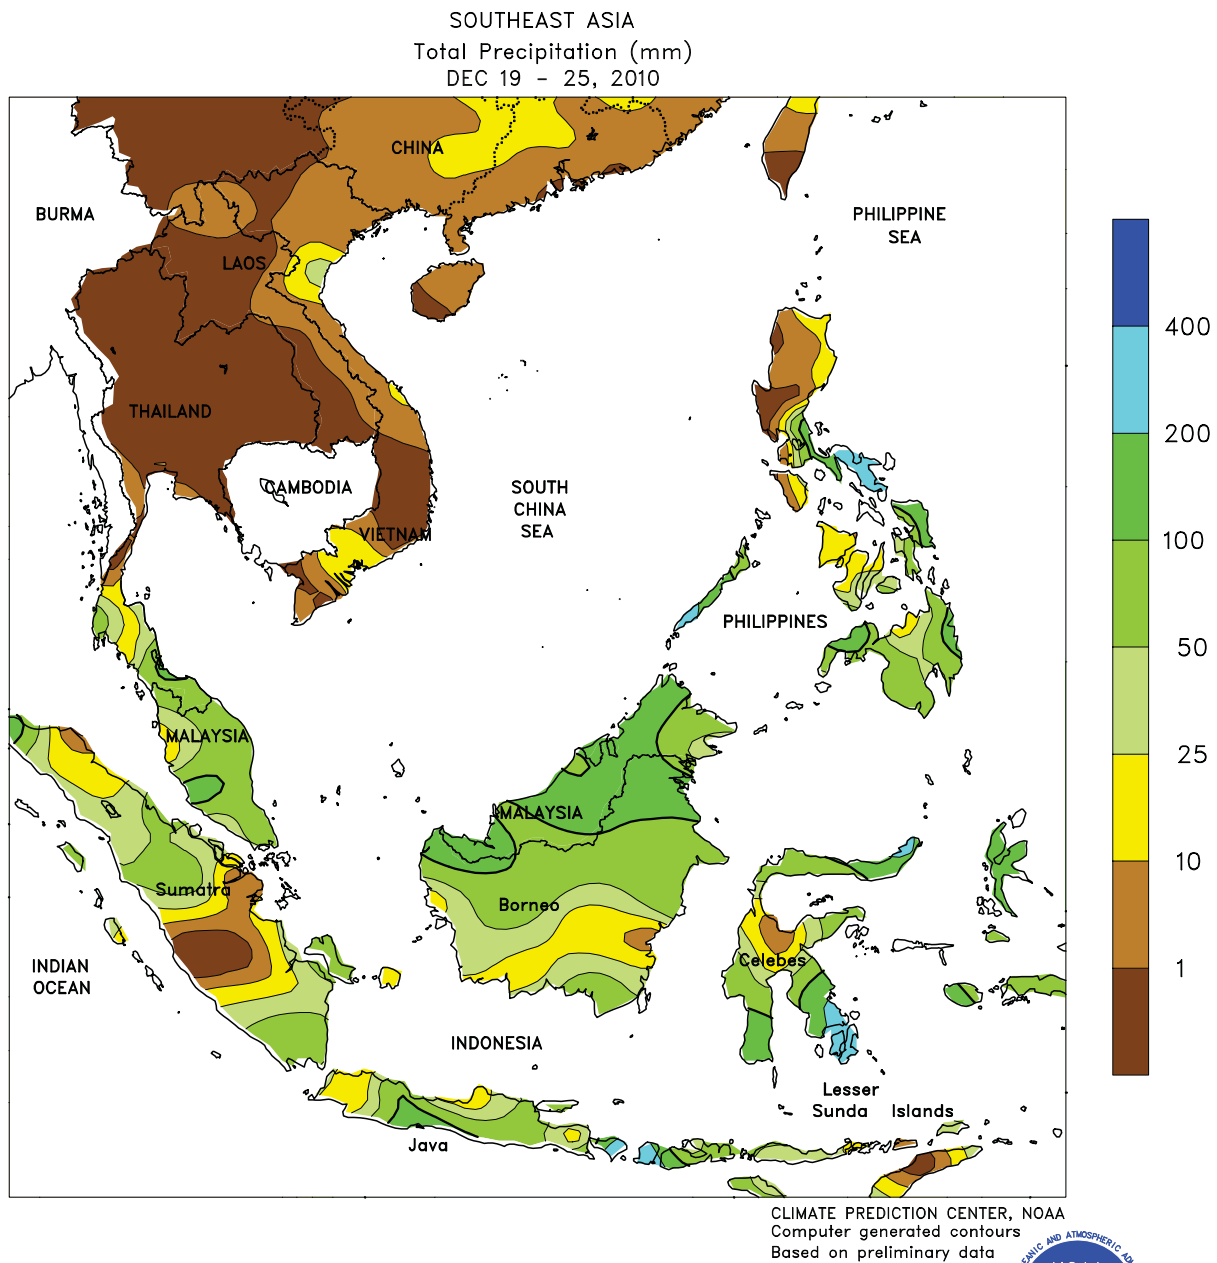 SOUTHEAST ASIA
Total Precipitation (mm)
DEC 19 - 25, 2010
CHINA
BURMA
PHILIPPINE
SEA
LAOS
400
THAILAND
200
CAMBODIA
SOUTH
CHINA
SEA
VIETNAM
100
PHILIPPINES
50
MALAYSIA
25
MALAYSIA
10
Sumatra
Borneo
Celebes
1
INDIAN
OCEAN
INDONESIA
Lesser
Sunda Islands
Java
CLIMATE PREDICTION CENTER, NOAA
Computer generated contours
Based on preliminary data
AND ATMOSPHERIC